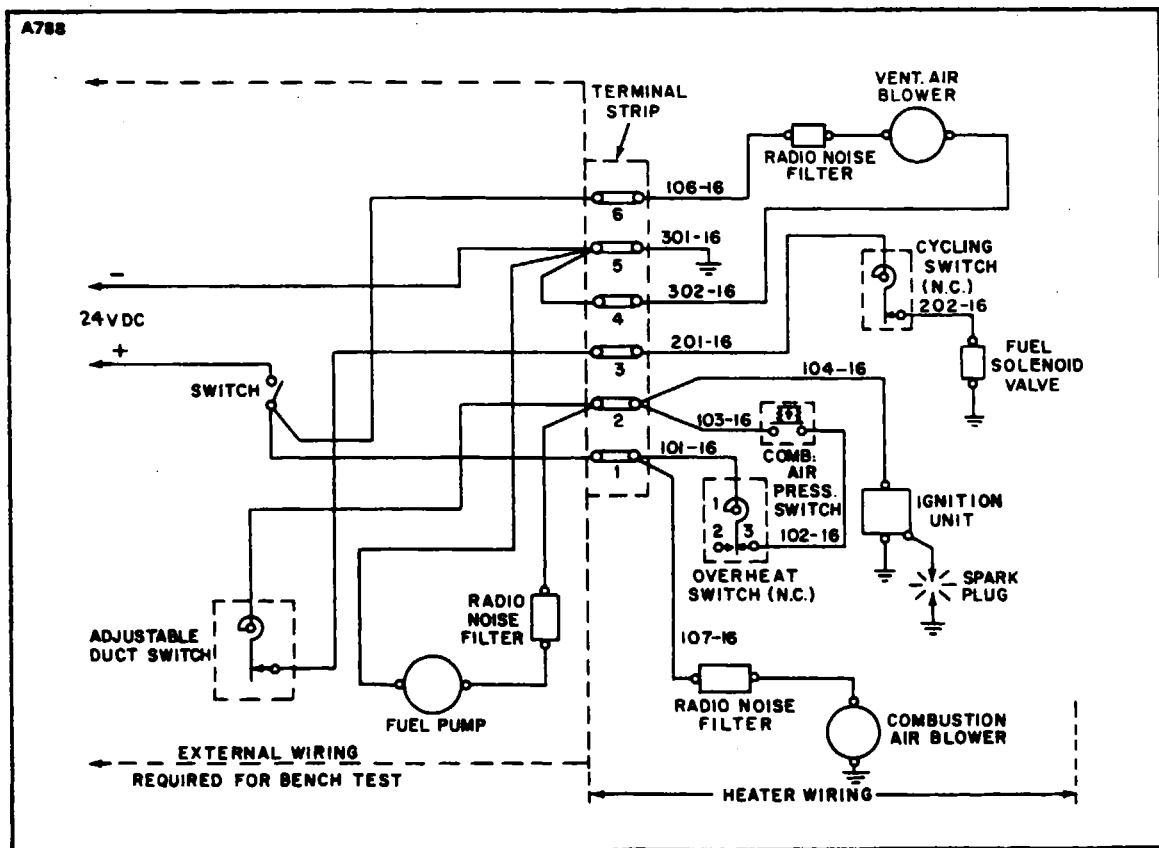 A788
TERMINAL
STRIP
VENT. AIR
BLOWER
RADIO NOISE
FILTER
106-16
6
301-16
5
302-16
4
CYCLING
SWITCH
(N.C.)
202-16
-
24VDC
+
SWITCH
201-16
3
FUEL
SOLENOID
VALVE
104-16
2
103-16
101-16
1
COMB.
AIR
PRESS.
SWITCH
1
2
3
102-16
OVERHEAT
SWITCH (N.C.)
IGNITION
UNIT
SPARK
PLUG
ADJUSTABLE
DUCT SWITCH
RADIO
NOISE
FILTER
FUEL PUMP
107-16
RADIO NOISE
FILTER
COMBUSTION
AIR BLOWER
EXTERNAL WIRING
REQUIRED FOR BENCH TEST
HEATER WIRING